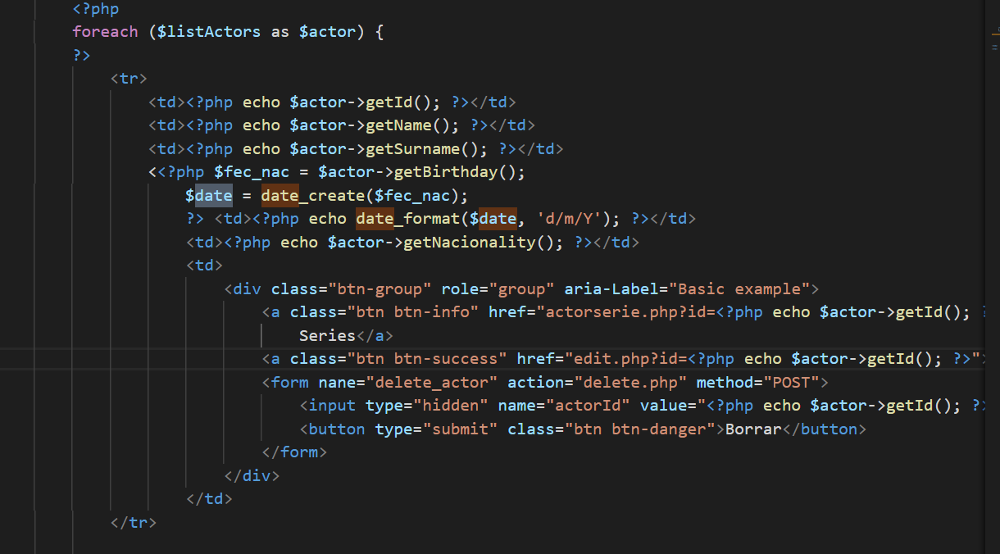 <?php
foreach ($listActors as $actor) {
?>
<tr>
<td><?php echo $actor->getId(); ?></td>
<td><?php echo $actor->getName(); ?></td>
<td><?php echo $actor->getSurname(); ?></td>
<<?php $fec_nac = $actor->getBirthday();
$date = date_create($fec_nac);
?> <td><?php echo date_format($date, 'd/m/Y'); ?></td>
<td><?php echo $actor->getNacionality(); ?></td>
<td>
<div class="btn-group" role="group" aria-Label="Basic example">
<a class="btn btn-info" href="actorserie.php?id=<?php echo $actor->getId(); ?
Series</a>
<a class="btn btn-success" href="edit.php?id=<?php echo $actor->getId(); ?>">
<form nane="delete_actor" action="delete.php" method="POST">
<input type="hidden" name="actorId" value="<?php echo $actor->getId(); ?>
<button type="submit" class="btn btn-danger">Borrar</button>
</form>
</div>
</td>
</tr>